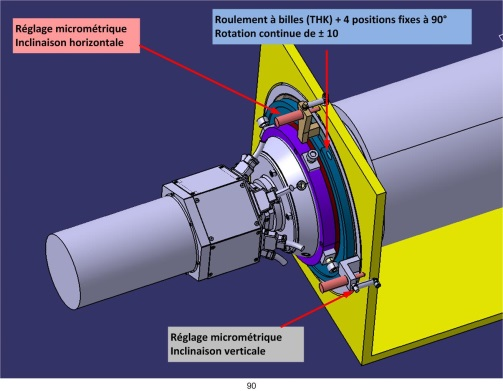 Réglage micrométrique
Inclinaison horizontale
Roulement à billes (THK) + 4 positions fixes à 90°
Rotation continue de ± 10
Réglage micrométrique
Inclinaison verticale
90